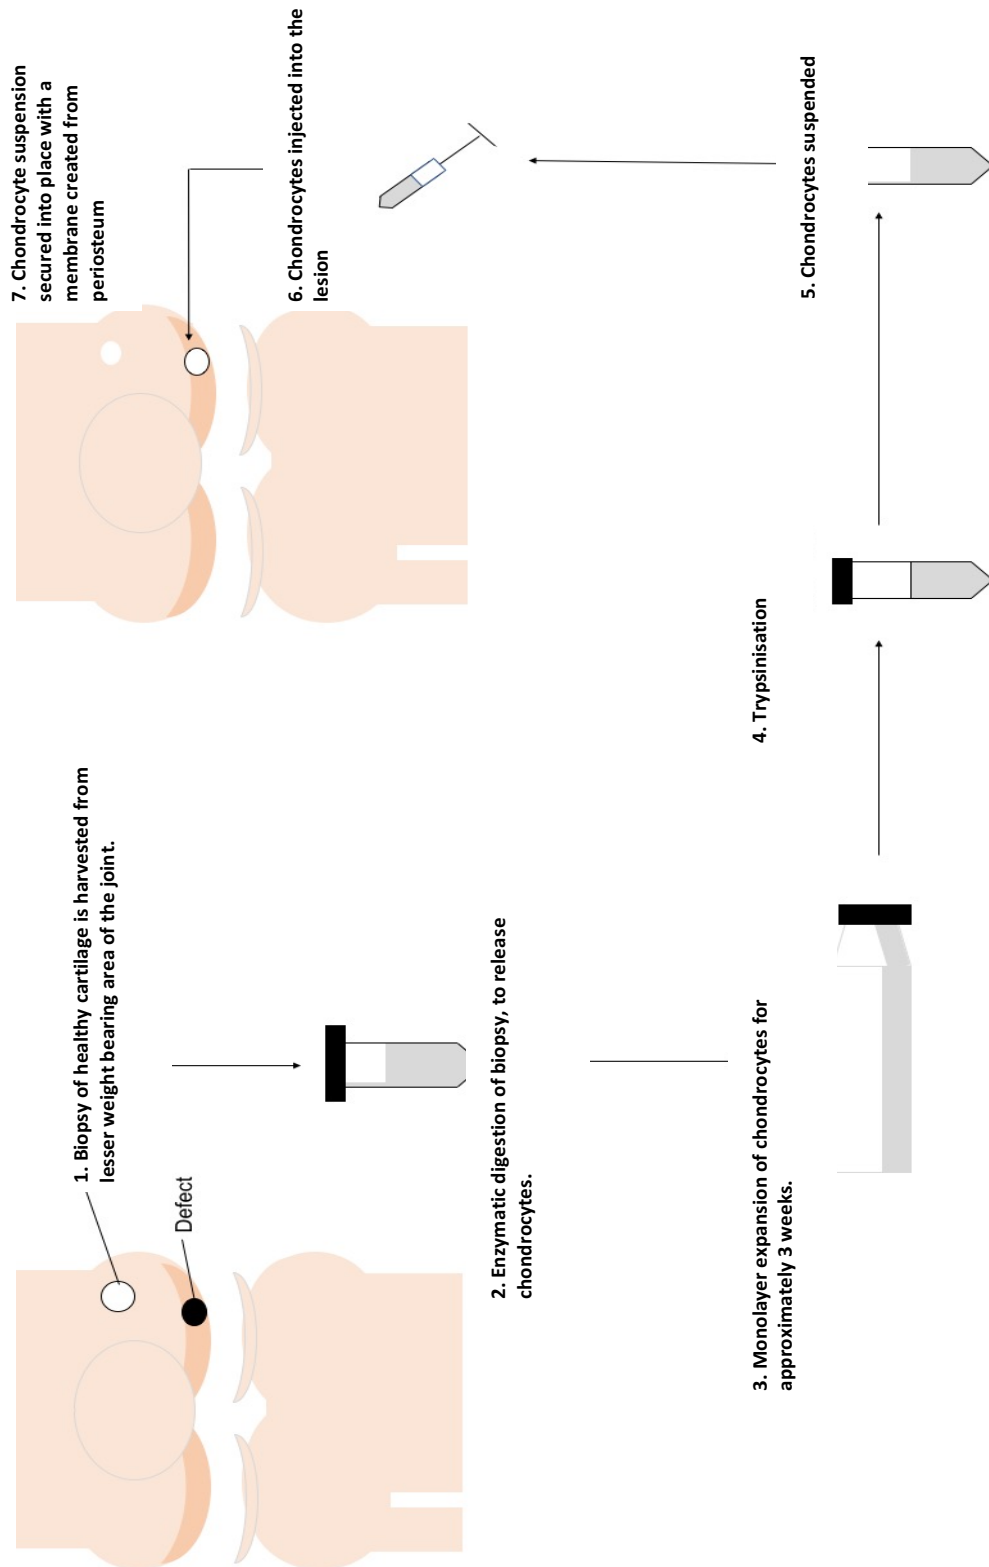 1. Biopsy of healthy cartilage is harvested from
lesser weight bearing area of the joint.
Defect
2. Enzymatic digestion of biopsy, to release
chondrocytes.
3. Monolayer expansion of chondrocytes for
approximately 3 weeks.
4. Trypsinisation
5. Chondrocytes suspended
6. Chondrocytes injected into the
lesion
7. Chondrocyte suspension
secured into place with a
membrane created from
periosteum